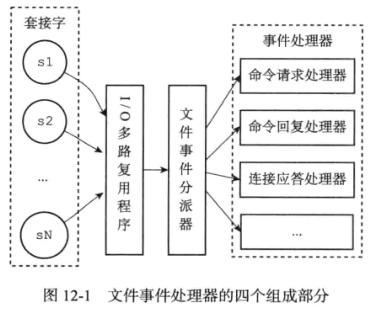 套接字
s1
s2
...
sN
I/O多路复用程序
文件事件分派器
事件处理器
命令请求处理器
命令回复处理器
连接应答处理器
...
图 12-1 文件事件处理器的四个组成部分